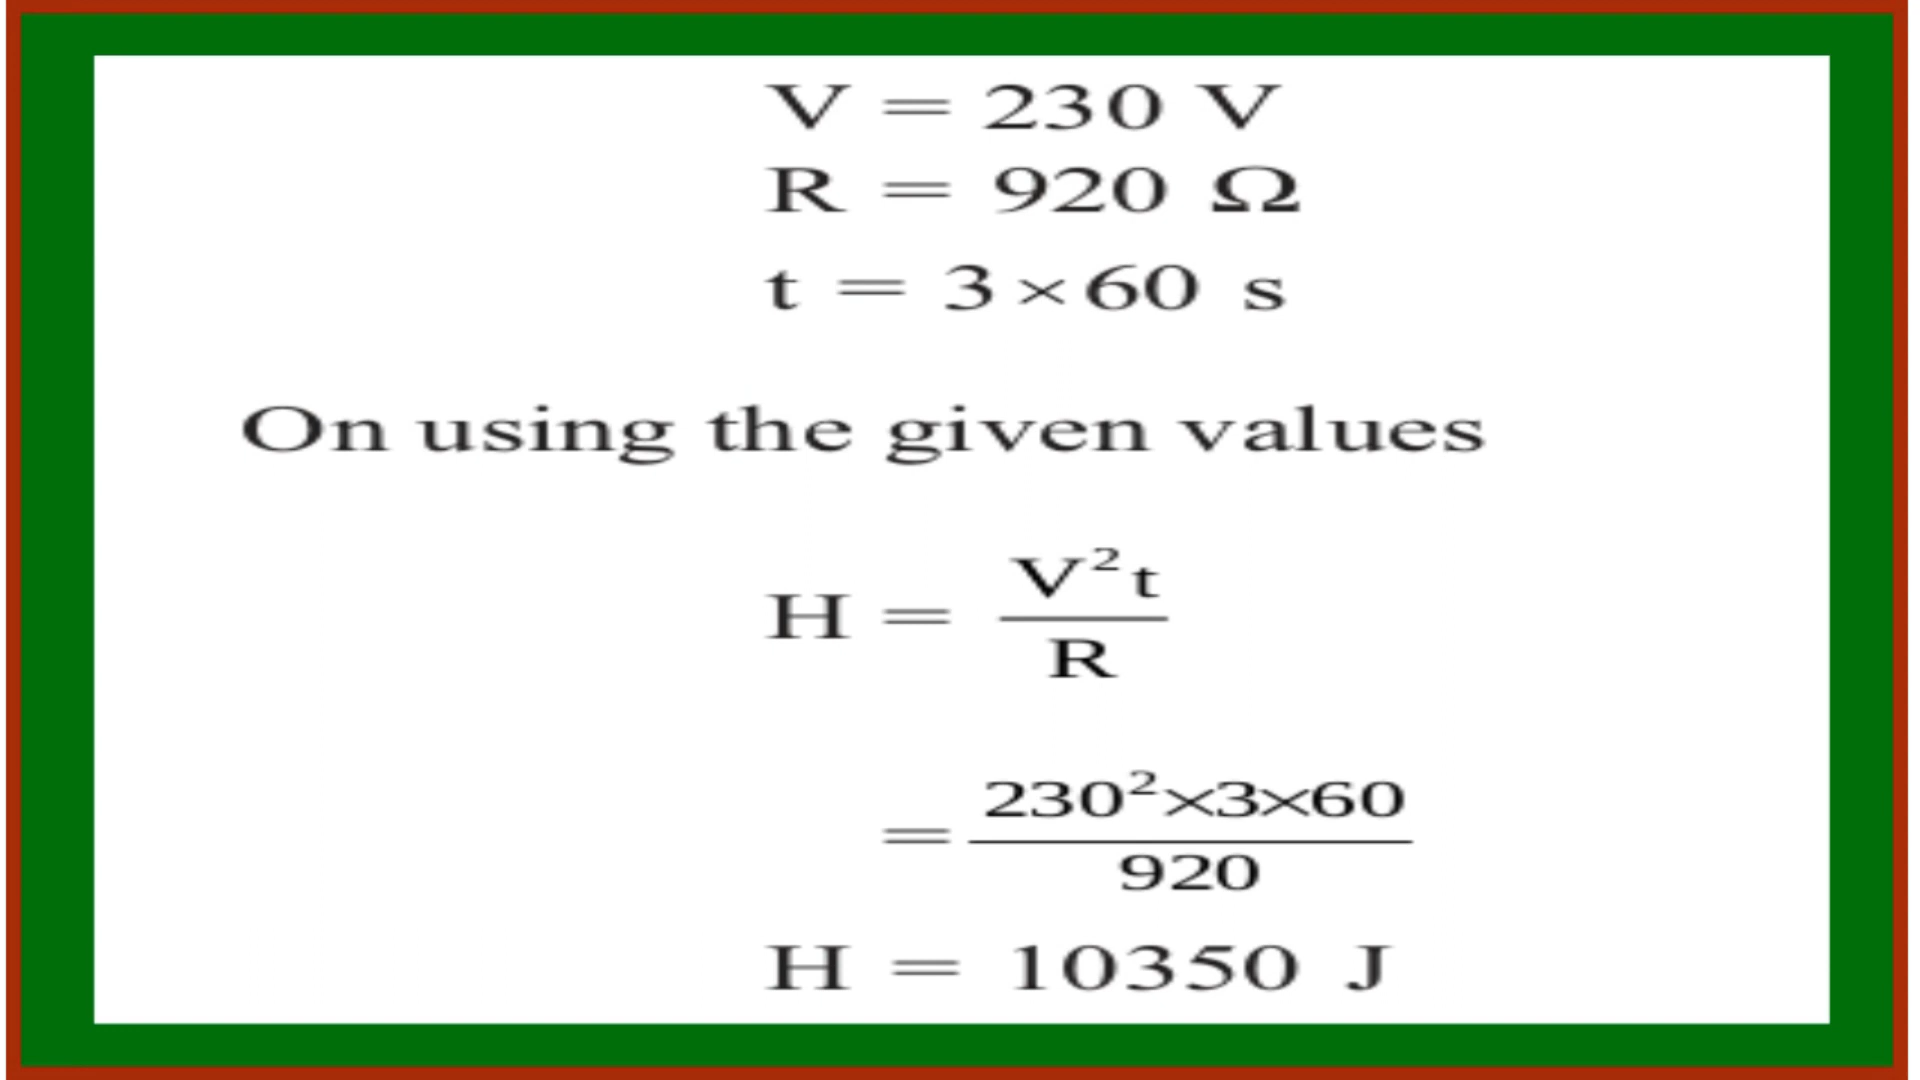 V = 230 V
R = 920 Ω
t = 3×60 s
On using the given values
H = V²t / R
= 230²×3×60 / 920
H = 10350 J